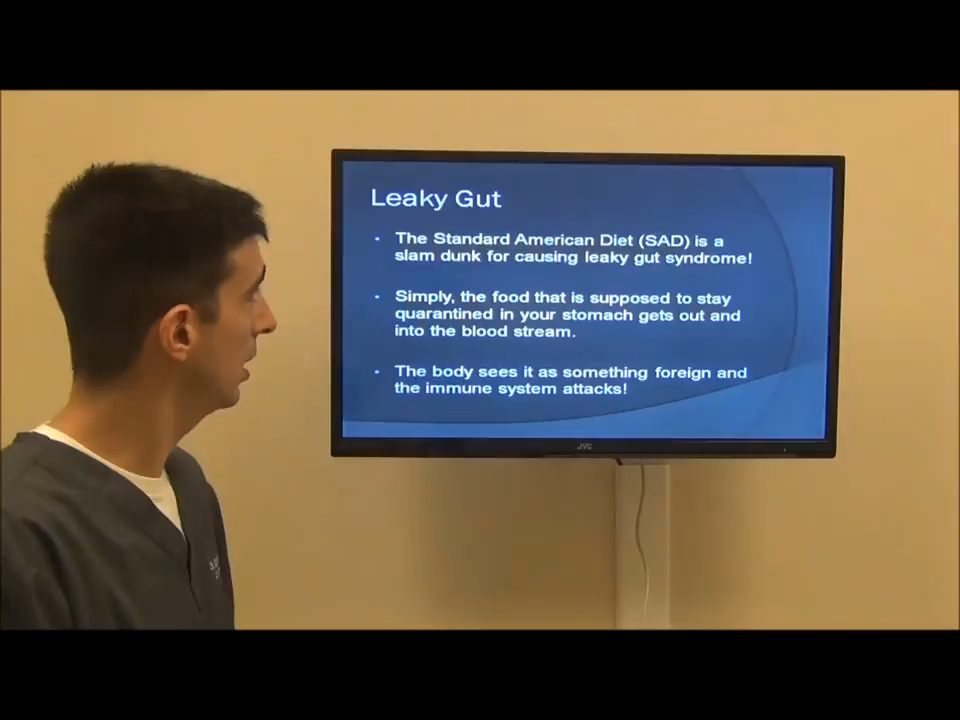 Leaky Gut
• The Standard American Diet (SAD) is a
slam dunk for causing leaky gut syndrome!
• Simply, the food that is supposed to stay
quarantined in your stomach gets out and
into the blood stream.
• The body sees it as something foreign and
the immune system attacks!
JVC